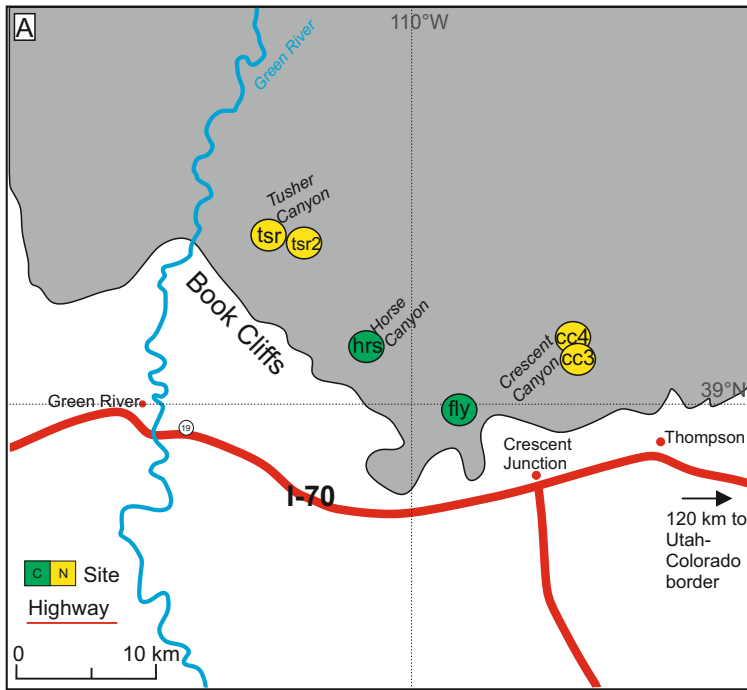 A
110°W
Green River
Tusher
Canyon
tsr
tsr2
Book Cliffs
Horse
Canyon
hrs
Crescent
Canyon
cc4
cc3
fly
39°N
Green River
19
Crescent
Junction
Thompson
I-70
120 km to
Utah-
Colorado
border
C N Site
Highway
0 10 km